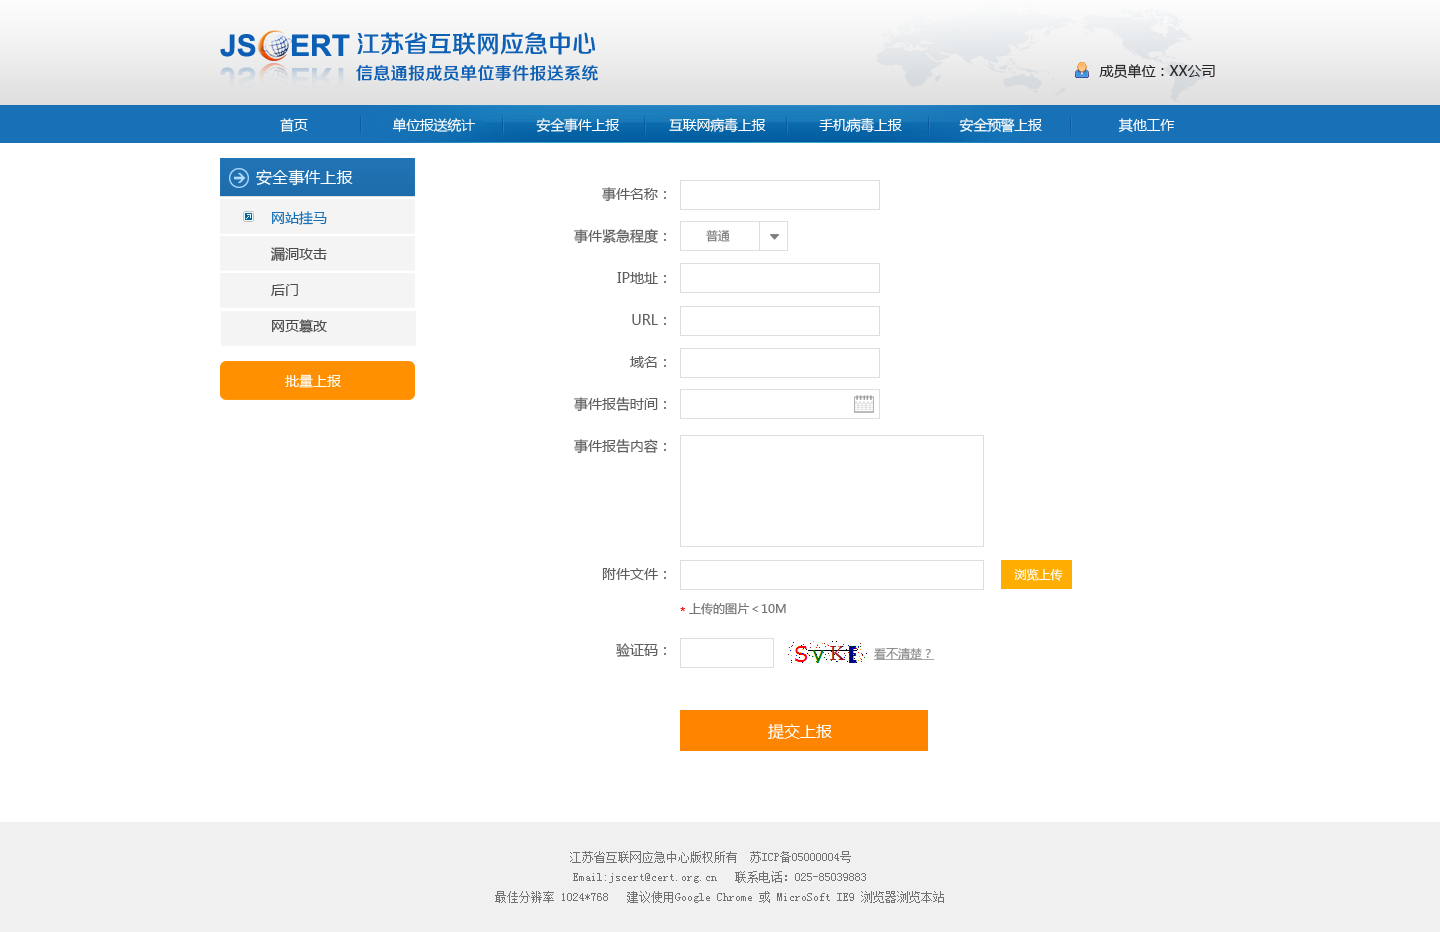 JSCERT 江苏省互联网应急中心
信息通报成员单位事件报送系统
成员单位：XX公司
首页 单位报送统计 安全事件上报 互联网病毒上报 手机病毒上报 安全预警上报 其他工作
安全事件上报
网站挂马
漏洞攻击
后门
网页篡改
批量上报
事件名称：
事件紧急程度： 普通
IP地址：
URL：
域名：
事件报告时间：
事件报告内容：
附件文件： 浏览上传
* 上传的图片 < 10M
验证码： SyKE 看不清楚？
提交上报
江苏省互联网应急中心版权所有 苏ICP备05000004号
Email:jscert@cert.org.cn 联系电话：025-85039883
最佳分辨率 1024*768 建议使用Google Chrome 或 MicroSoft IE9 浏览器浏览本站